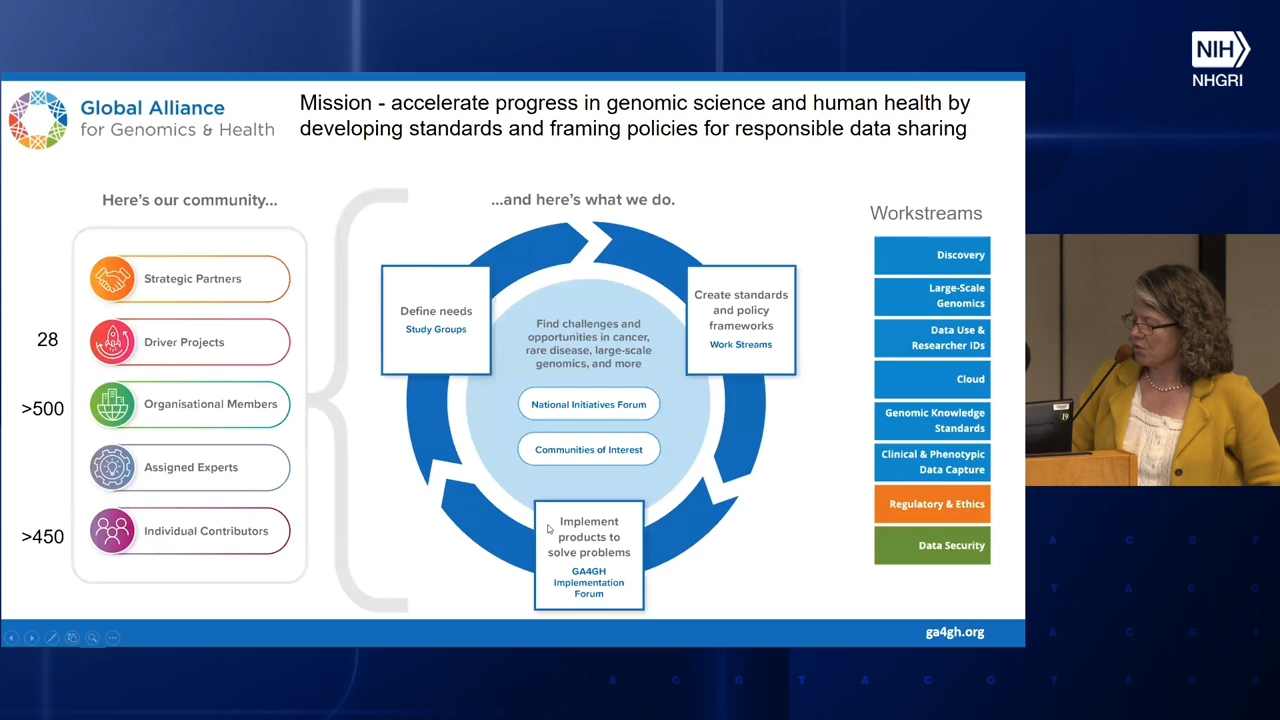 NIH
NHGRI
Global Alliance
for Genomics & Health
Mission - accelerate progress in genomic science and human health by
developing standards and framing policies for responsible data sharing
Here's our community...
Strategic Partners
28
Driver Projects
>500
Organisational Members
Assigned Experts
>450
Individual Contributors
...and here's what we do.
Define needs
Study Groups
Create standards
and policy
frameworks
Work Streams
Find challenges and
opportunities in cancer,
rare disease, large-scale
genomics, and more
National Initiatives Forum
Communities of Interest
Implement
products to
solve problems
GA4GH
Implementation
Forum
Workstreams
Discovery
Large-Scale
Genomics
Data Use &
Researcher IDs
Cloud
Genomic Knowledge
Standards
Clinical & Phenotypic
Data Capture
Regulatory & Ethics
Data Security
ga4gh.org
19
A C G T
T A C G
A C G
A C G T A C G T A C G